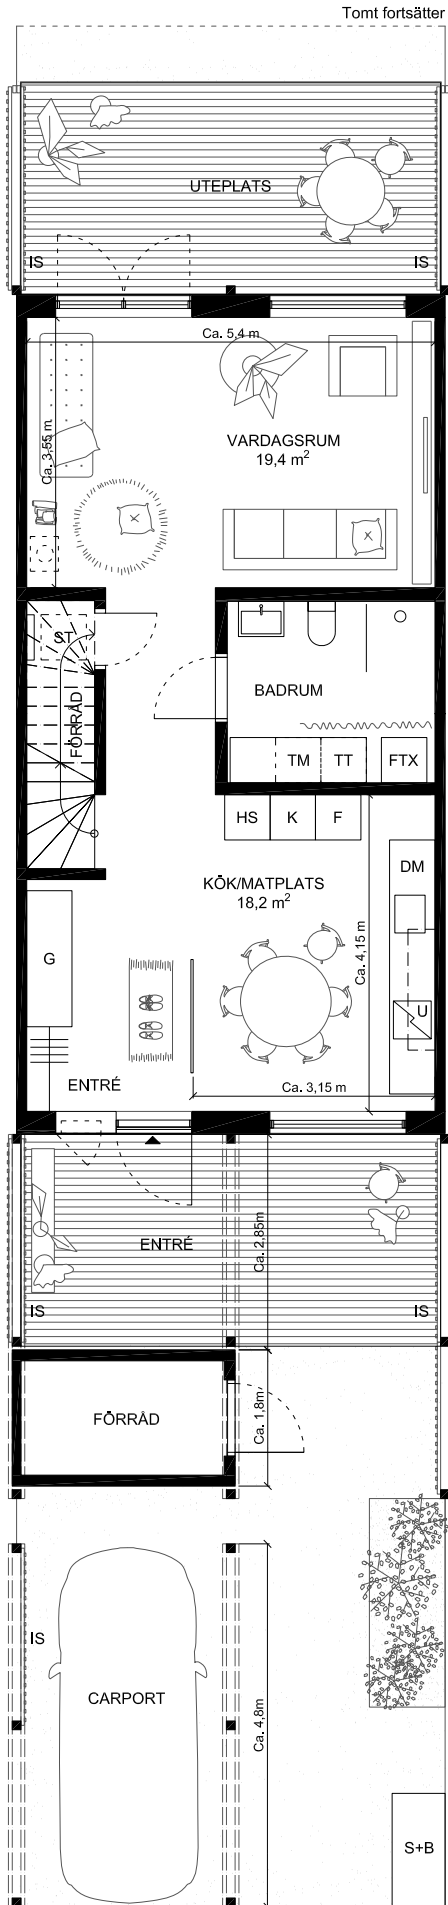 Tomt fortsätter
UTEPLATS
IS
IS
Ca. 5,4 m
Ca. 3,55 m
VARDAGSRUM
19,4 m²
ST
FÖRRÅD
BADRUM
TM
TT
FTX
HS
K
F
DM
KÖK/MATPLATS
18,2 m²
Ca. 4,15 m
G
U
ENTRÉ
Ca. 3,15 m
ENTRÉ
Ca. 2,85m
IS
IS
FÖRRÅD
Ca. 1,8m
IS
CARPORT
Ca. 4,8m
S+B